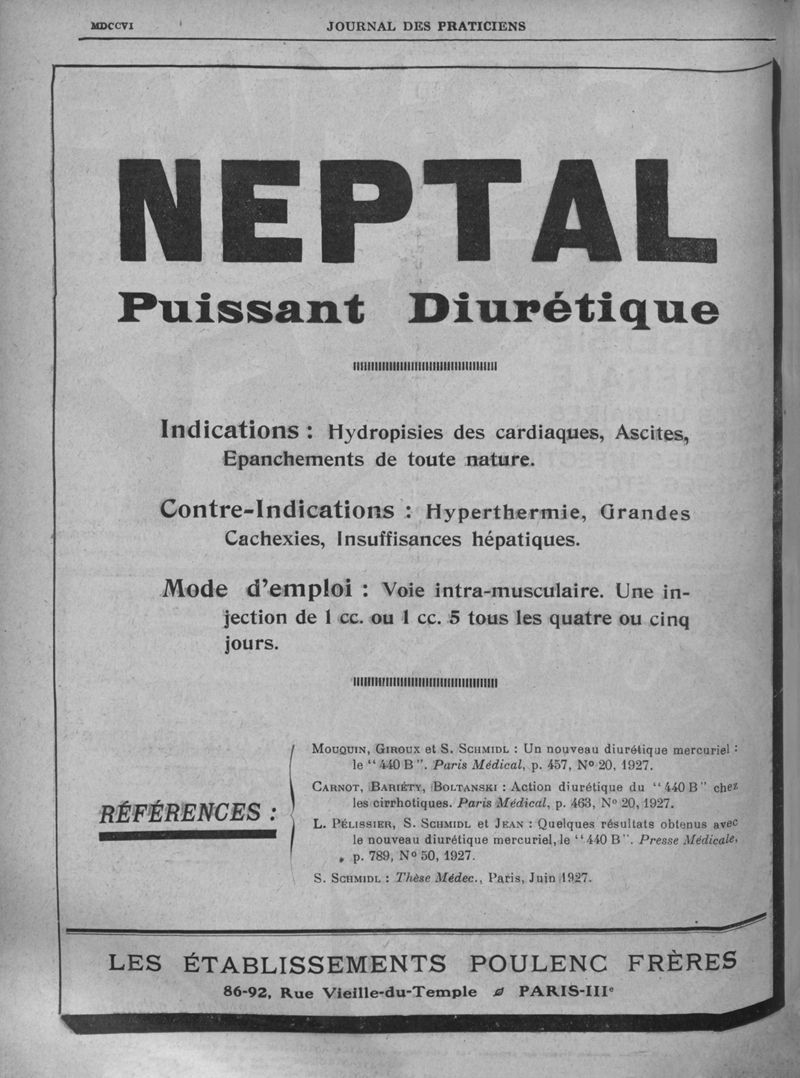 MDCCVI
JOURNAL DES PRATICIENS
NEPTAL
Puissant Diurétique
Indications : Hydropisies des cardiaques, Ascites,
Epanchements de toute nature.
Contre-Indications : Hyperthermie, Grandes
Cachexies, Insuffisances hépatiques.
Mode d'emploi : Voie intra-musculaire. Une in-
jection de 1 cc. ou 1 cc. 5 tous les quatre ou cinq
jours.
RÉFÉRENCES :
MOUQUIN, GIROUX et S. SCHMIDL : Un nouveau diurétique mercuriel :
le "440 B". Paris Médical, p. 457, N° 20, 1927.
CARNOT, BARIÉTY, BOLTANSKI : Action diurétique du "440 B" chez
les cirrhotiques. Paris Médical, p. 463, N° 20, 1927.
L. PÉLISSIER, S. SCHMIDL et JEAN : Quelques résultats obtenus avec
le nouveau diurétique mercuriel, le "440 B". Presse Médicale,
p. 789, N° 50, 1927.
S. SCHMIDL : Thèse Médec., Paris, Juin 1927.
LES ÉTABLISSEMENTS POULENC FRÈRES
86-92, Rue Vieille-du-Temple PARIS-IIIe